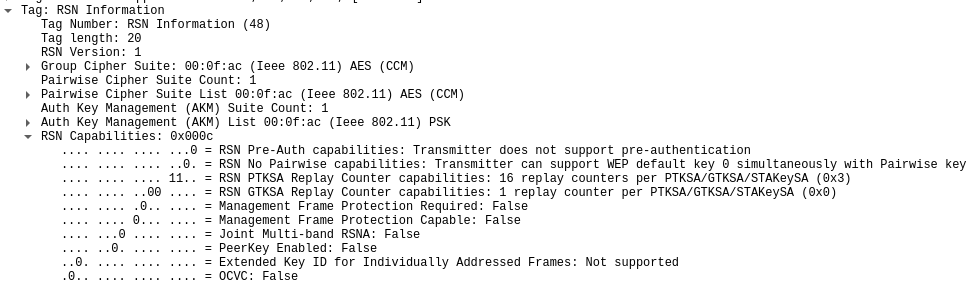 Tag: RSN Information
Tag Number: RSN Information (48)
Tag length: 20
RSN Version: 1
Group Cipher Suite: 00:0f:ac (Ieee 802.11) AES (CCM)
Pairwise Cipher Suite Count: 1
Pairwise Cipher Suite List 00:0f:ac (Ieee 802.11) AES (CCM)
Auth Key Management (AKM) Suite Count: 1
Auth Key Management (AKM) List 00:0f:ac (Ieee 802.11) PSK
RSN Capabilities: 0x000c
.... .... .... ...0 = RSN Pre-Auth capabilities: Transmitter does not support pre-authentication
.... .... .... ..0. = RSN No Pairwise capabilities: Transmitter can support WEP default key 0 simultaneously with Pairwise key
.... .... .... 11.. = RSN PTKSA Replay Counter capabilities: 16 replay counters per PTKSA/GTKSA/STAKeySA (0x3)
.... .... ..00 .... = RSN GTKSA Replay Counter capabilities: 1 replay counter per PTKSA/GTKSA/STAKeySA (0x0)
.... .... .0.. .... = Management Frame Protection Required: False
.... .... 0... .... = Management Frame Protection Capable: False
.... ...0 .... .... = Joint Multi-band RSNA: False
.... ..0. .... .... = PeerKey Enabled: False
..0. .... .... .... = Extended Key ID for Individually Addressed Frames: Not supported
.0.. .... .... .... = OCVC: False